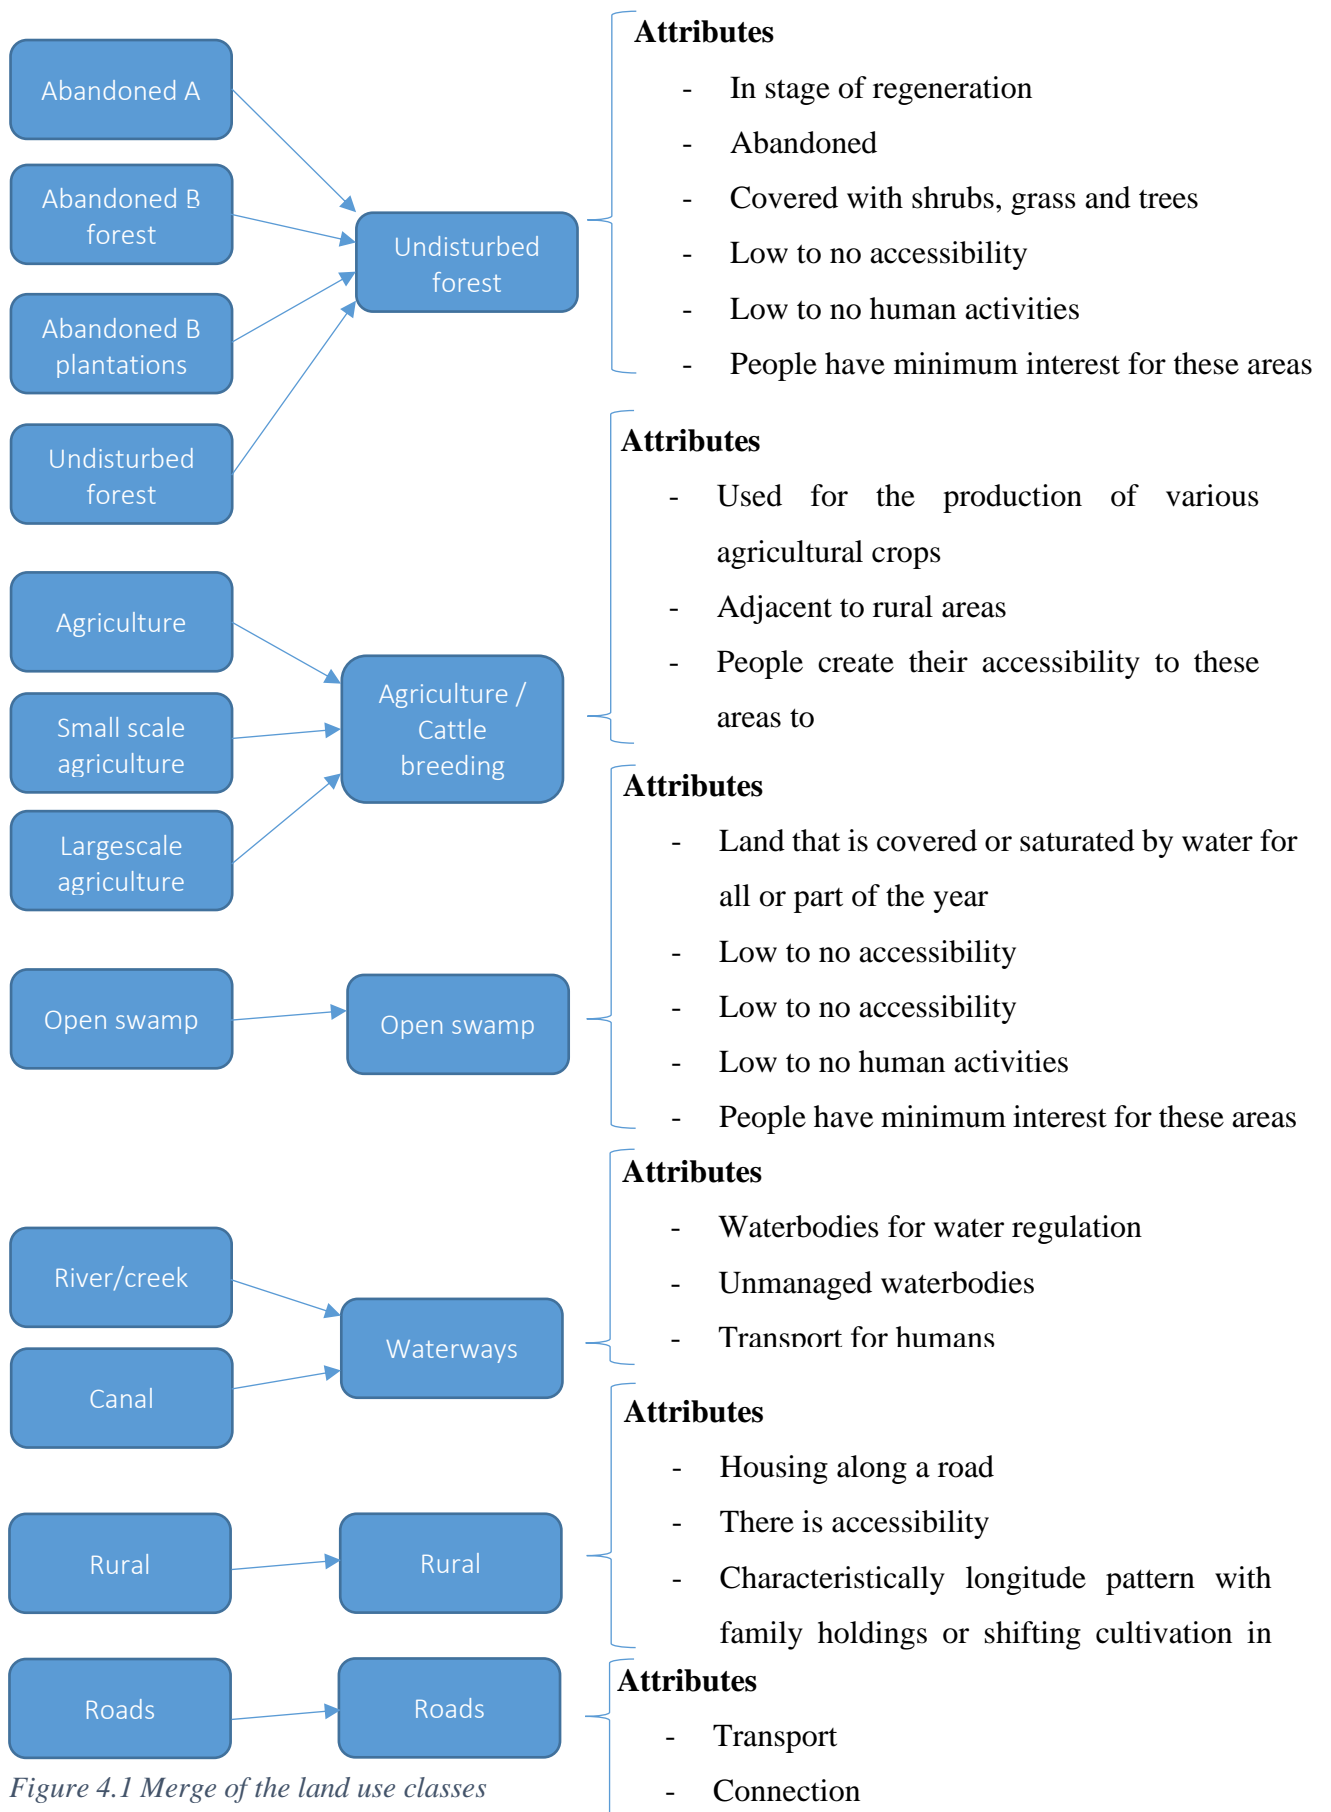 Abandoned A
Abandoned B
forest
Abandoned B
plantations
Undisturbed
forest
Undisturbed
forest
Attributes
- In stage of regeneration
- Abandoned
- Covered with shrubs, grass and trees
- Low to no accessibility
- Low to no human activities
- People have minimum interest for these areas
Agriculture
Small scale
agriculture
Largescale
agriculture
Agriculture /
Cattle
breeding
Attributes
- Used for the production of various
agricultural crops
- Adjacent to rural areas
- People create their accessibility to these
areas to
Open swamp
Open swamp
Attributes
- Land that is covered or saturated by water for
all or part of the year
- Low to no accessibility
- Low to no accessibility
- Low to no human activities
- People have minimum interest for these areas
River/creek
Canal
Waterways
Attributes
- Waterbodies for water regulation
- Unmanaged waterbodies
- Transport for humans
Rural
Rural
Attributes
- Housing along a road
- There is accessibility
- Characteristically longitude pattern with
family holdings or shifting cultivation in
Roads
Roads
Attributes
- Transport
- Connection
Figure 4.1 Merge of the land use classes